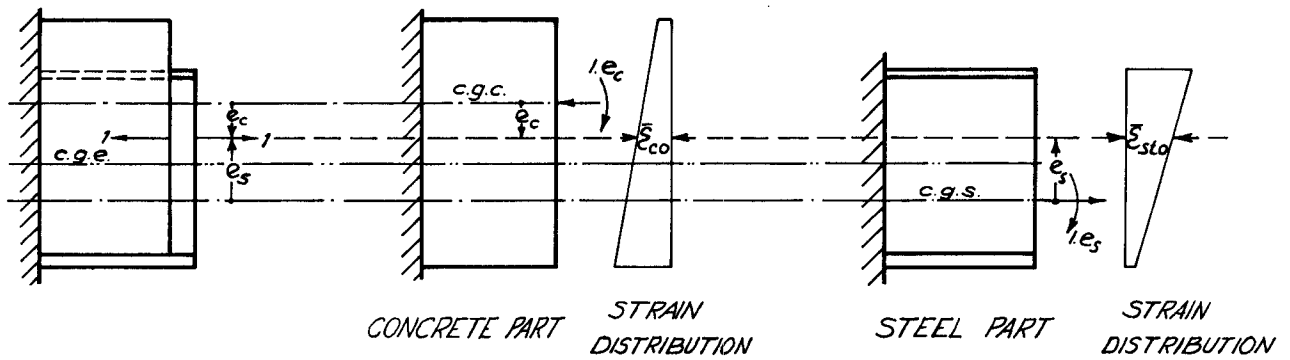 1.e_c
c.g.c.
e_c
e_c
1
1
ε̄_co
ε̄_sto
c.g.e.
e_s
e_s
c.g.s.
1.e_s
CONCRETE PART
STRAIN
DISTRIBUTION
STEEL PART
STRAIN
DISTRIBUTION